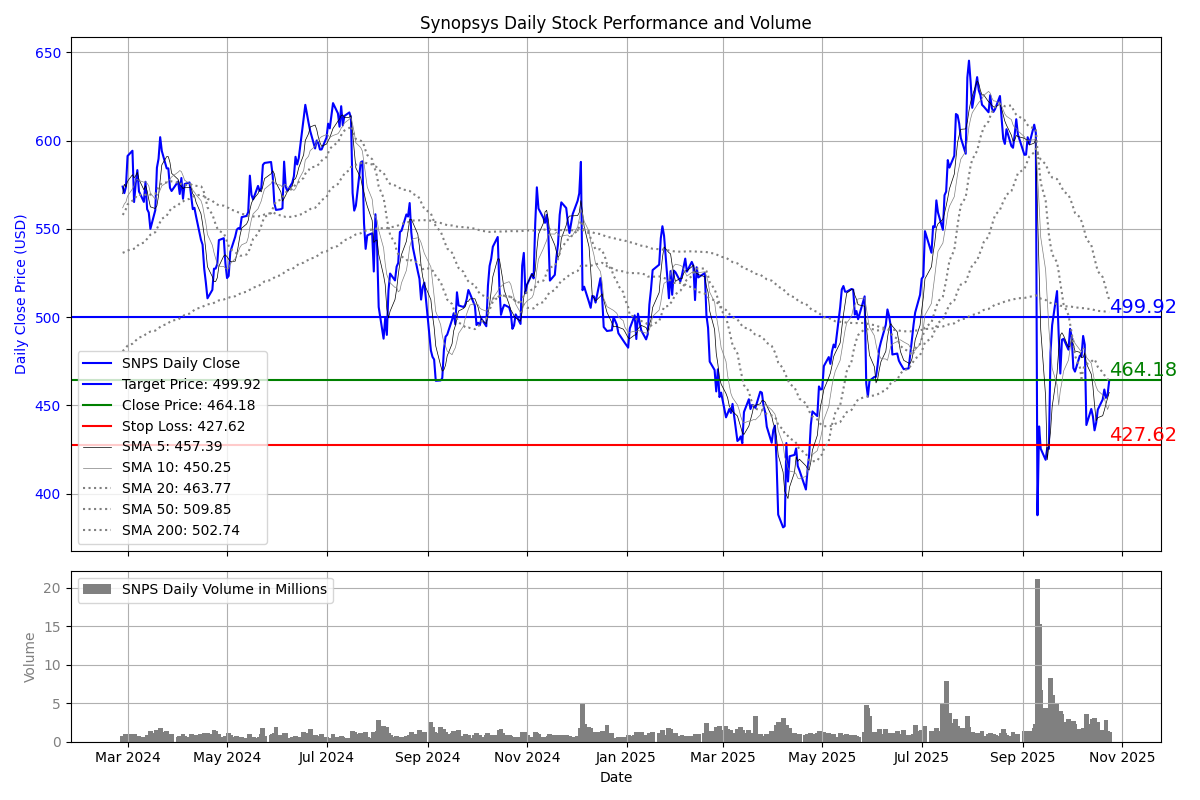 Synopsys Daily Stock Performance and Volume
Daily Close Price (USD)
650
600
550
500
450
400
499.92
464.18
427.62
SNPS Daily Close
Target Price: 499.92
Close Price: 464.18
Stop Loss: 427.62
SMA 5: 457.39
SMA 10: 450.25
SMA 20: 463.77
SMA 50: 509.85
SMA 200: 502.74
Volume
20
15
10
5
0
SNPS Daily Volume in Millions
Mar 2024 May 2024 Jul 2024 Sep 2024 Nov 2024 Jan 2025 Mar 2025 May 2025 Jul 2025 Sep 2025 Nov 2025
Date